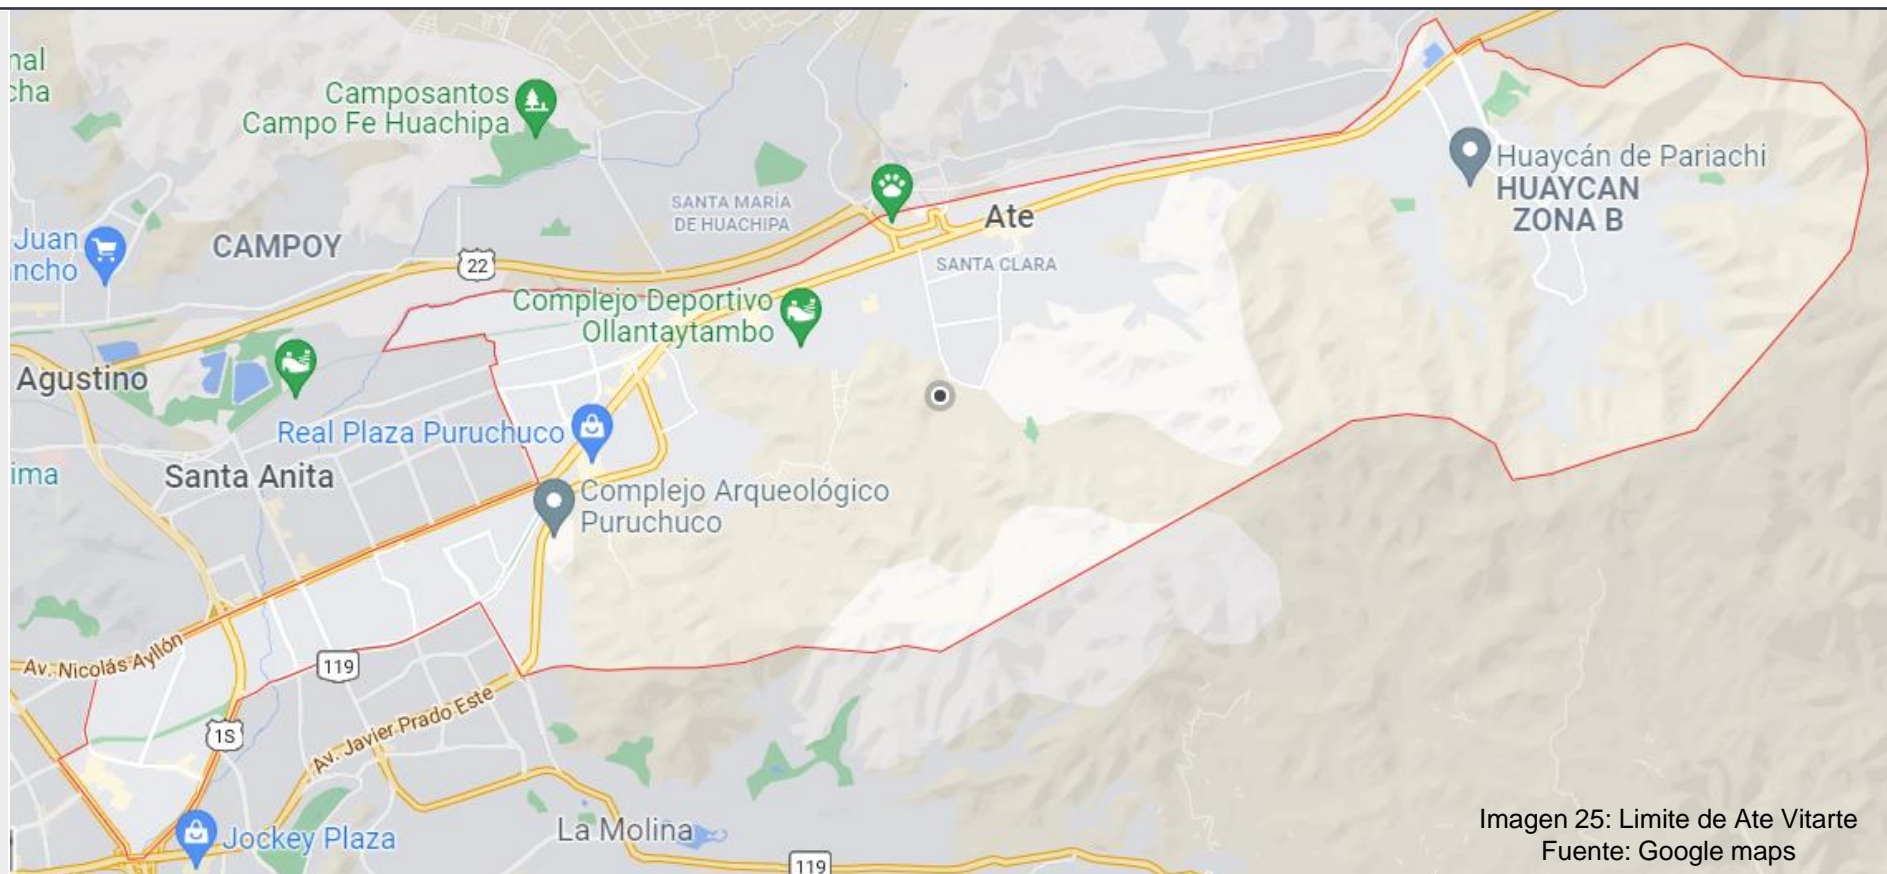 nal
cha
Camposantos
Campo Fe Huachipa
Huaycán de Pariachi
HUAYCAN
ZONA B
SANTA MARÍA
DE HUACHIPA
Ate
Juan
ncho
CAMPOY
22
SANTA CLARA
Complejo Deportivo
Ollantaytambo
Agustino
Real Plaza Puruchuco
ima
Santa Anita
Complejo Arqueológico
Puruchuco
Av. Nicolás Ayllón
119
1S
Av. Javier Prado Este
Jockey Plaza
La Molina
119
Imagen 25: Limite de Ate Vitarte
Fuente: Google maps